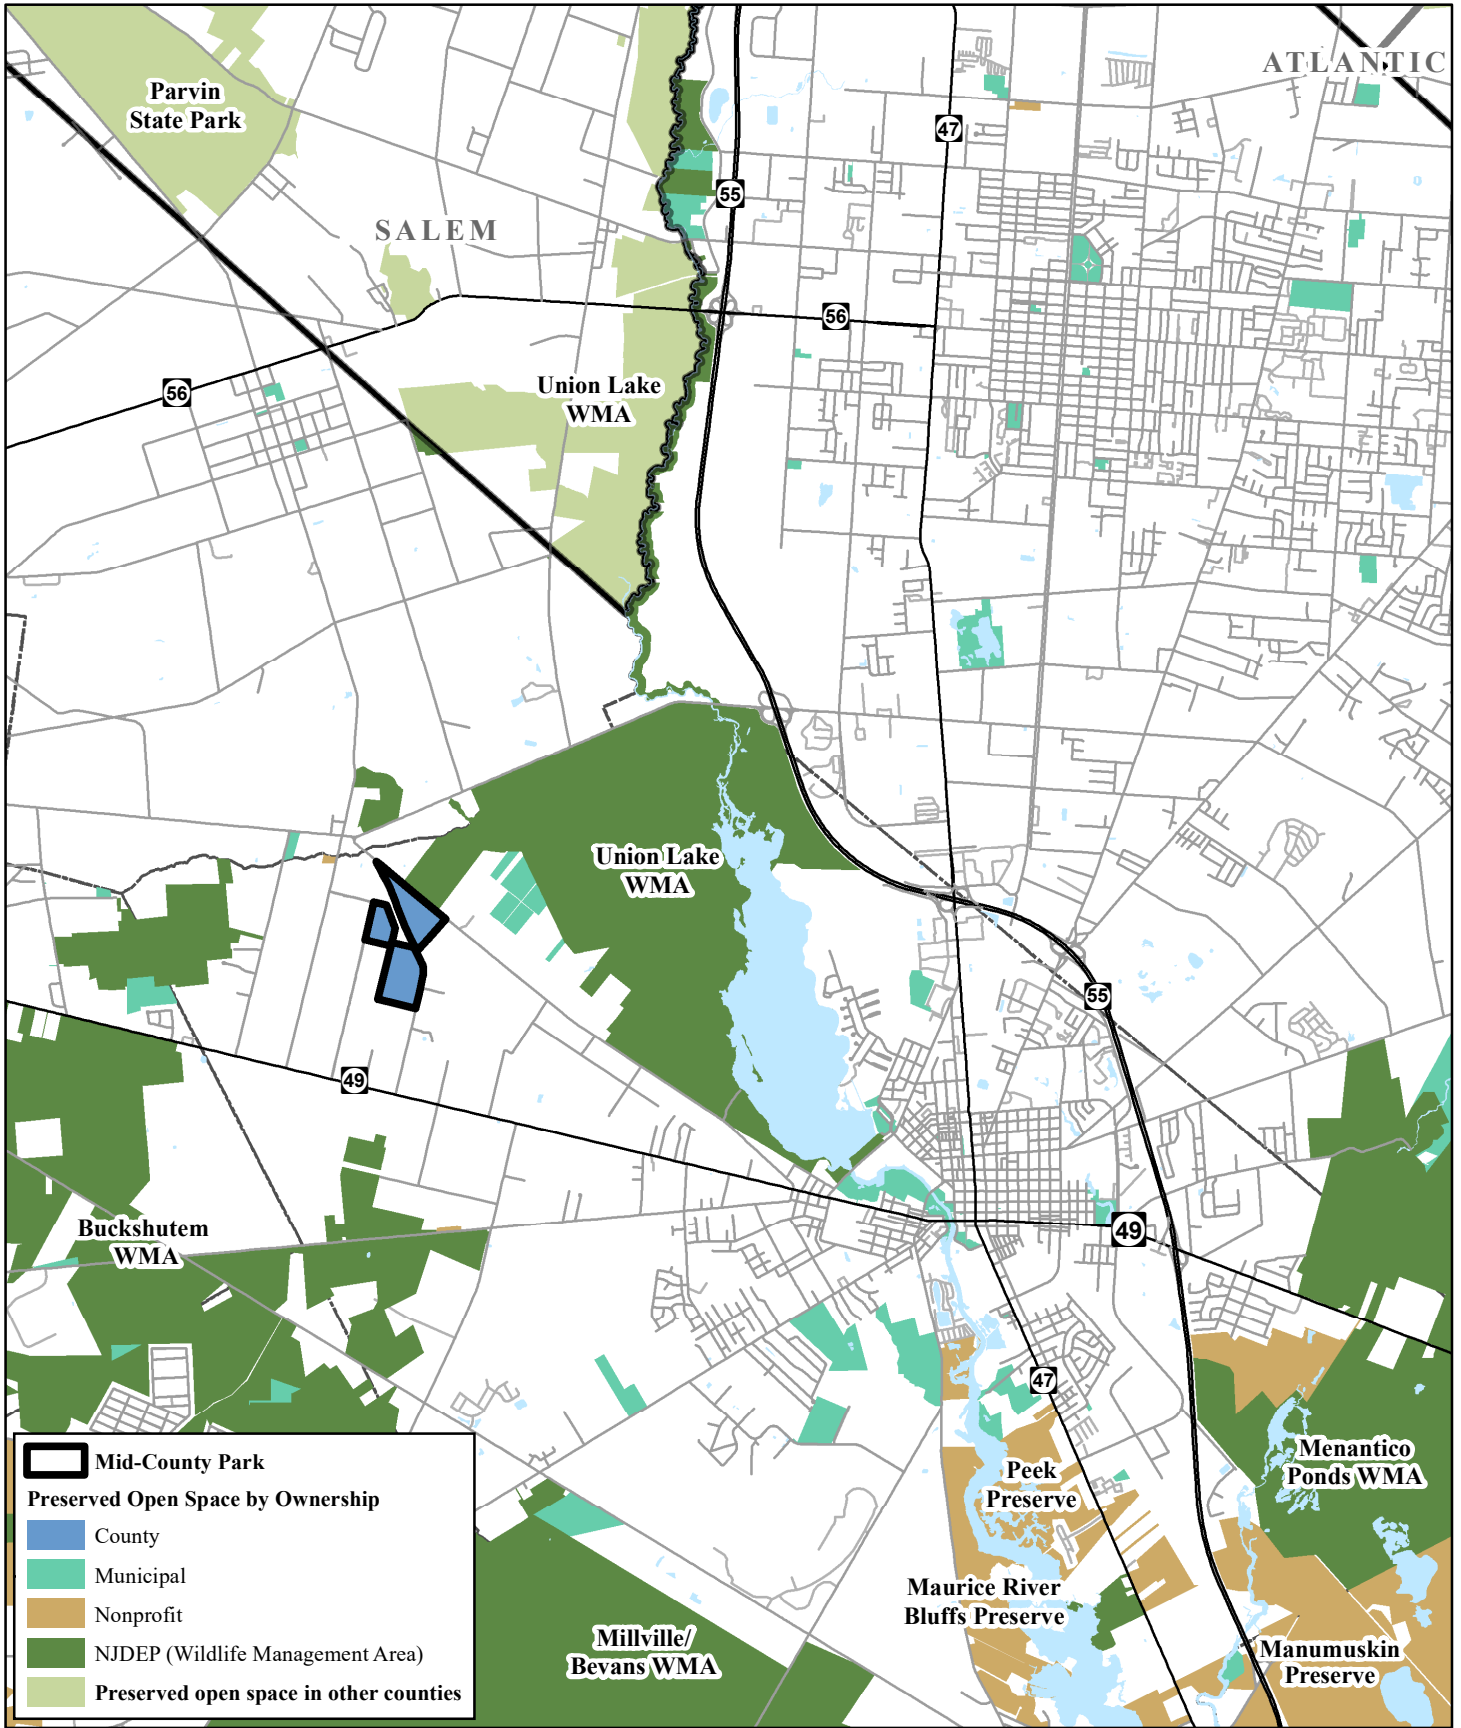 ATLANTIC
Parvin
State Park
47
55
SALEM
56
56
Union Lake
WMA
Union Lake
WMA
55
49
Buckshutem
WMA
49
47
Mid-County Park
Preserved Open Space by Ownership
County
Municipal
Nonprofit
NJDEP (Wildlife Management Area)
Preserved open space in other counties
Menantico
Ponds WMA
Peek
Preserve
Maurice River
Bluffs Preserve
Millville/
Bevans WMA
Manumuskin
Preserve